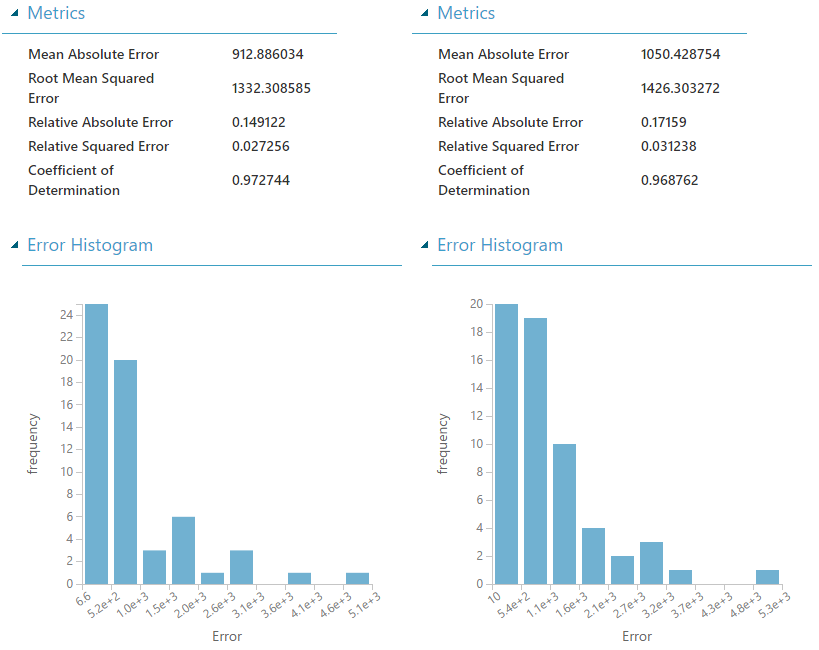 Metrics
Mean Absolute Error 912.886034
Root Mean Squared
Error 1332.308585
Relative Absolute Error 0.149122
Relative Squared Error 0.027256
Coefficient of
Determination 0.972744
Error Histogram
24
22
20
18
16
14
12
10
8
6
4
2
0
frequency
6.6 5.2e+2 1.0e+3 1.5e+3 2.0e+3 2.6e+3 3.1e+3 3.6e+3 4.1e+3 4.6e+3 5.1e+3
Error
Metrics
Mean Absolute Error 1050.428754
Root Mean Squared
Error 1426.303272
Relative Absolute Error 0.17159
Relative Squared Error 0.031238
Coefficient of
Determination 0.968762
Error Histogram
20
18
16
14
12
10
8
6
4
2
0
frequency
10 5.4e+2 1.1e+3 1.6e+3 2.1e+3 2.7e+3 3.2e+3 3.7e+3 4.3e+3 4.8e+3 5.3e+3
Error